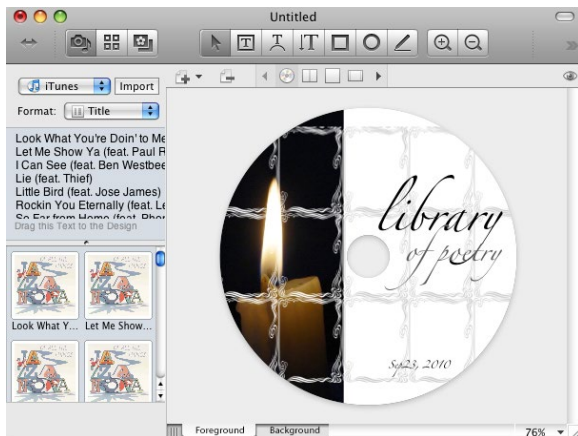 Untitled
iTunes Import
Format: Title
Look What You're Doin' to Me
Let Me Show Ya (feat. Paul R
I Can See (feat. Ben Westbee
Lie (feat. Thief)
Little Bird (feat. Jose James)
Rockin You Eternally (feat. Le
So Far from Home (feat. Phor
Drag this Text to the Design
Look What Y... Let Me Show...
library
of poetry
Sep23, 2010
Foreground Background 76%